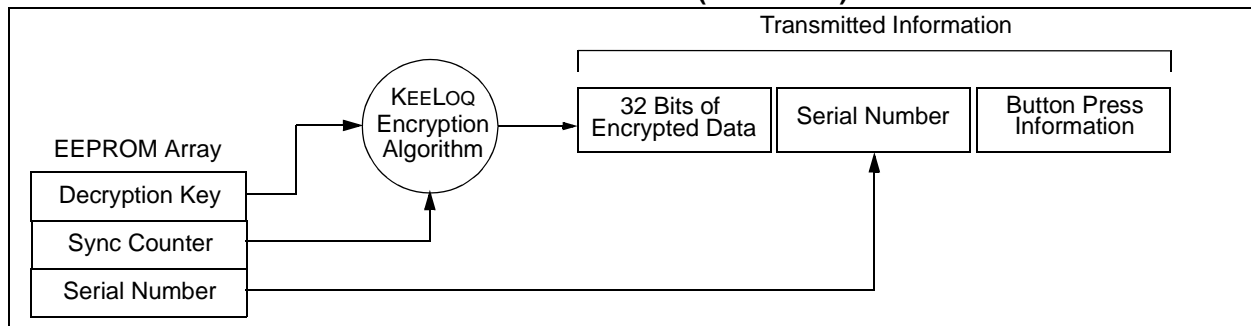 Transmitted Information
KEELOQ
Encryption
Algorithm
32 Bits of
Encrypted Data
Serial Number
Button Press
Information
EEPROM Array
Decryption Key
Sync Counter
Serial Number